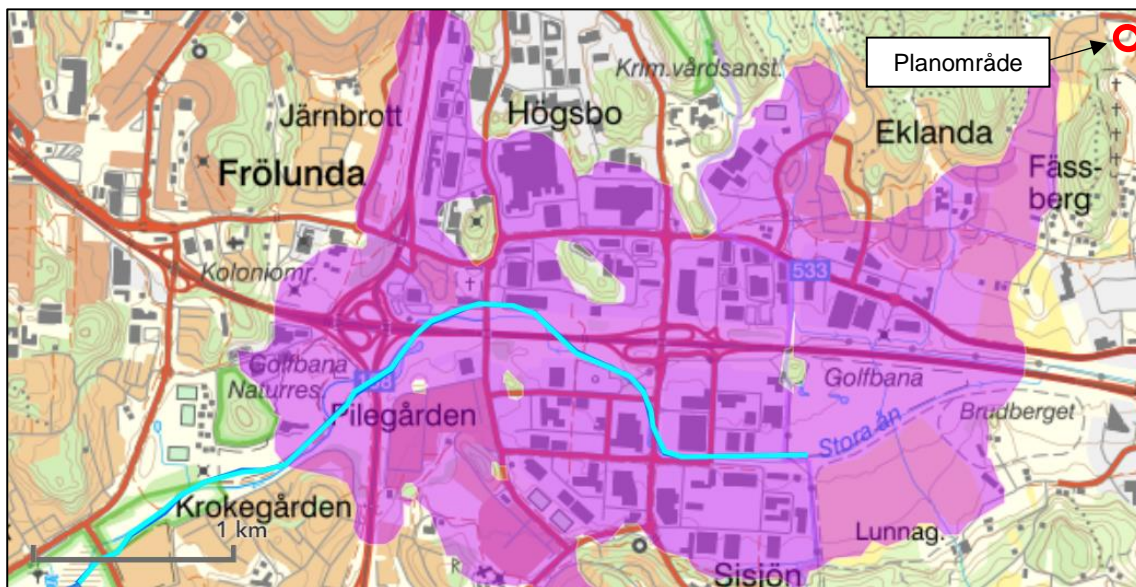 Planområde
Krim.vårdsanst.
Järnbrott
Högsbo
Eklanda
Frölunda
Fäss-
berg
Koloniomr.
533
Golfbana
Naturres.
158
Golfbana
Pilegården
Brudberget
Stora ån
Krokegården
1 km
Lunnag.
R
Sisjön